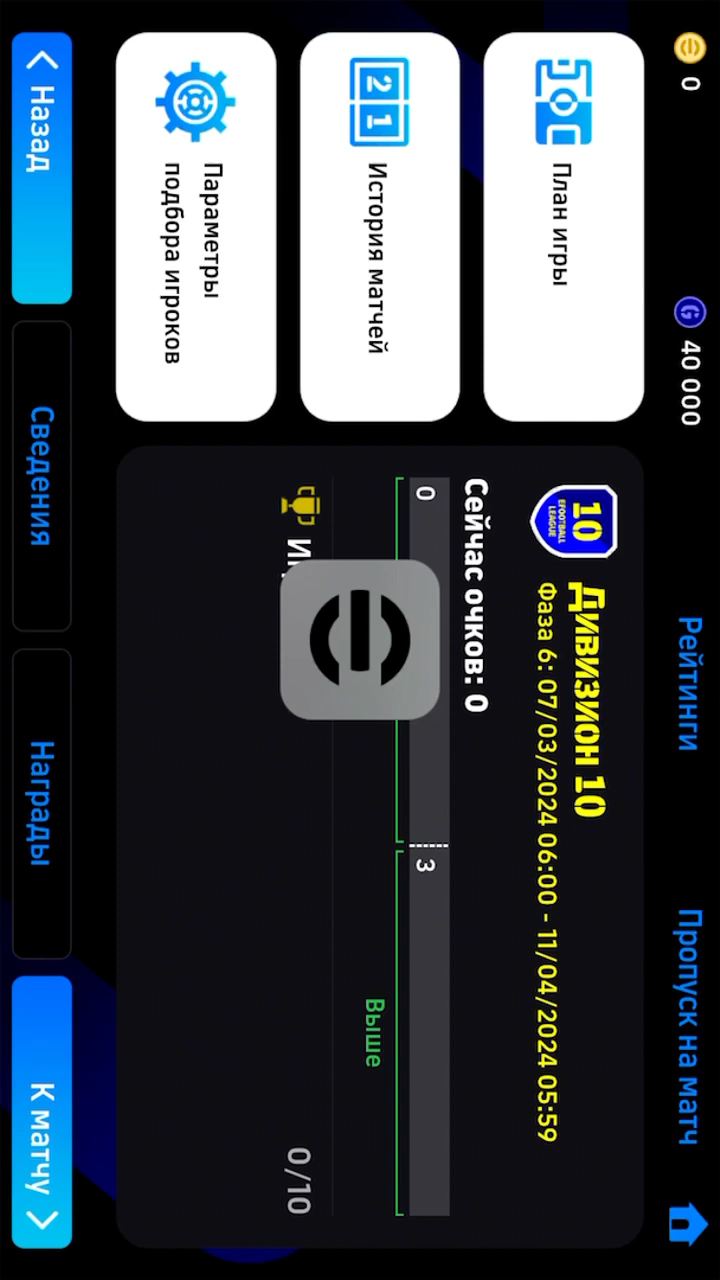 0
40 000
Рейтинги
Пропуск на матч
План игры
История матчей
2 1
Параметры
подбора игроков
10
EFOOTBALL
LEAGUE
Дивизион 10
Фаза 6: 07/03/2024 06:00 - 11/04/2024 05:59
Сейчас очков: 0
0
3
Выше
0/10
Назад
Сведения
Награды
К матчу